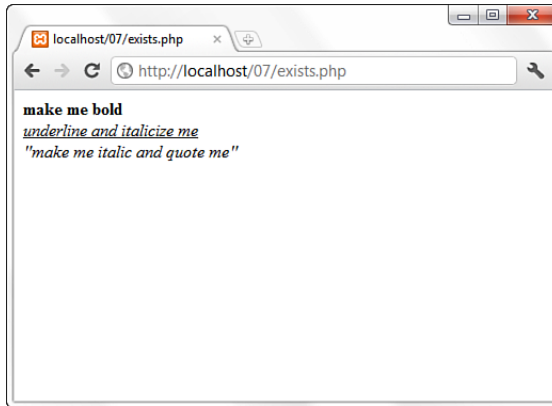 localhost/07/exists.php
http://localhost/07/exists.php
make me bold
underline and italicize me
"make me italic and quote me"